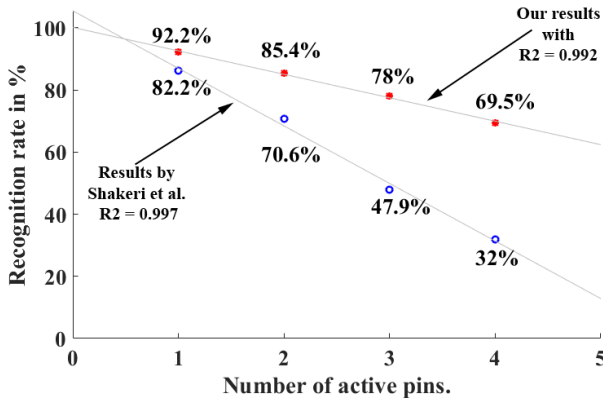 Recognition rate in %
100
80
60
40
20
0
92.2%
85.4%
78%
69.5%
82.2%
70.6%
47.9%
32%
Our results
with
R2 = 0.992
Results by
Shakeri et al.
R2 = 0.997
0
1
2
3
4
5
Number of active pins.